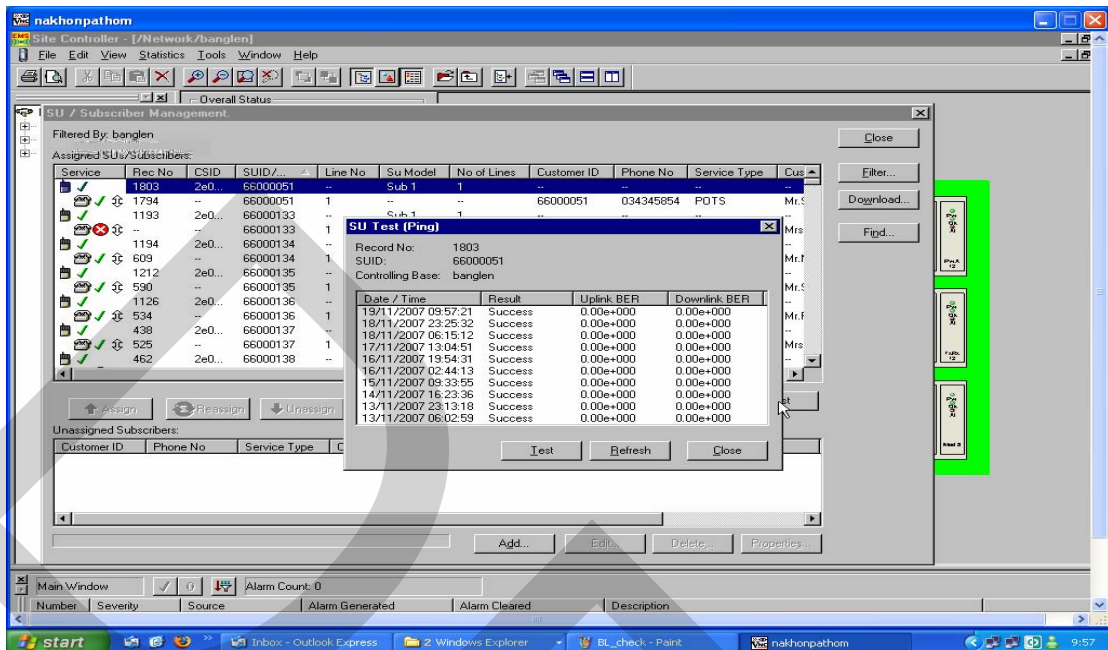 nakhonpathom
Site Controller - [/Network/banglen]
File Edit View Statistics Tools Window Help
Overall Status
SU / Subscriber Management.
Filtered By: banglen
Assigned SUs/Subscribers:
Service Rec No CSID SUID/... Line No Su Model No of Lines Customer ID Phone No Service Type Cus
1803 2e0... 66000051 -- Sub 1 1 -- -- -- --
1794 -- 66000051 1 -- -- 66000051 034345854 POTS Mr.S
1193 2e0... 66000133 -- Sub 1 1 --
-- -- 66000133 1 Mrs
1194 2e0... 66000134 -- --
609 -- 66000134 1
1212 2e0... 66000135 -- --
590 -- 66000135 1 Mr.S
1126 2e0... 66000136 -- --
534 -- 66000136 1
438 2e0... 66000137 -- --
525 -- 66000137 1 Mrs
462 2e0... 66000138 -- --
Close
Filter...
Download...
Find...
SU Test (Ping)
Record No: 1803
SUID: 66000051
Controlling Base: banglen
Date / Time Result Uplink BER Downlink BER
19/11/2007 09:57:21 Success 0.00e+000 0.00e+000
18/11/2007 23:25:32 Success 0.00e+000 0.00e+000
18/11/2007 06:15:12 Success 0.00e+000 0.00e+000
17/11/2007 13:04:51 Success 0.00e+000 0.00e+000
16/11/2007 19:54:31 Success 0.00e+000 0.00e+000
16/11/2007 02:44:13 Success 0.00e+000 0.00e+000
15/11/2007 09:33:55 Success 0.00e+000 0.00e+000
14/11/2007 16:23:36 Success 0.00e+000 0.00e+000
13/11/2007 23:13:18 Success 0.00e+000 0.00e+000
13/11/2007 06:02:59 Success 0.00e+000 0.00e+000
Test Refresh Close
Assign Reassign Unassign
Unassigned Subscribers:
Customer ID Phone No Service Type
Add... Edit... Delete... Properties...
Main Window 0 Alarm Count: 0
Number Severity Source Alarm Generated Alarm Cleared Description
start Inbox - Outlook Express 2 Windows Explorer BL_check - Paint nakhonpathom 9:57